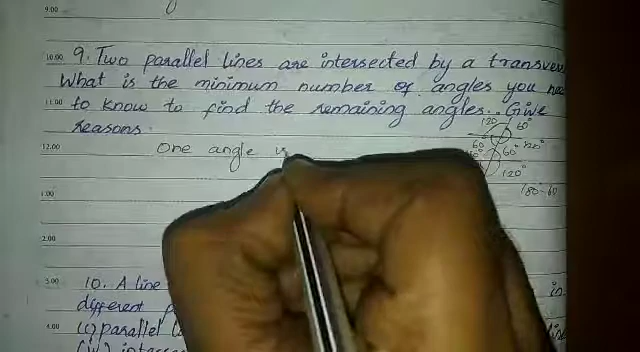 9.00
10.00 9. Two parallel lines are intersected by a
What is the minimum number of angles you
11.00 to know to find the remaining angles.. Give
reasons.
120° 60°
60 120°
12.00 One angle is
60°
120°
1.00
180-60
2.00
3.00 10. A line in
different
4.00 (i) parallel